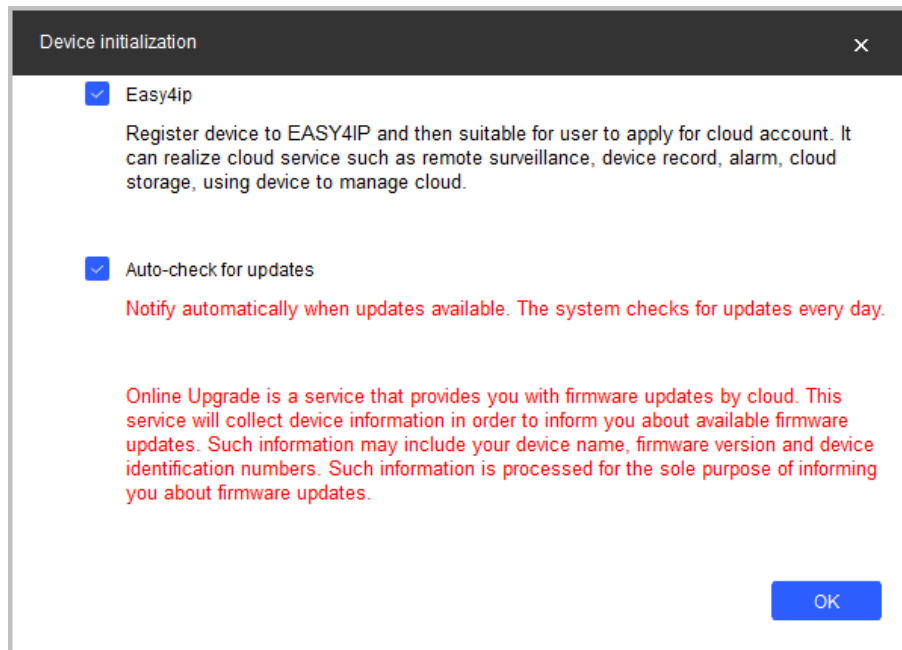 Device initialization
Easy4ip
Register device to EASY4IP and then suitable for user to apply for cloud account. It
can realize cloud service such as remote surveillance, device record, alarm, cloud
storage, using device to manage cloud.
Auto-check for updates
Notify automatically when updates available. The system checks for updates every day.
Online Upgrade is a service that provides you with firmware updates by cloud. This
service will collect device information in order to inform you about available firmware
updates. Such information may include your device name, firmware version and device
identification numbers. Such information is processed for the sole purpose of informing
you about firmware updates.
OK